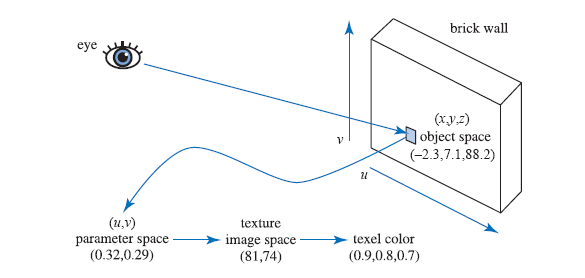 brick wall
eye
(x,y,z)
object space
(–2.3,7.1,88.2)
v
u
(u,v)
parameter space
(0.32,0.29)
texture
image space
(81,74)
texel color
(0.9,0.8,0.7)